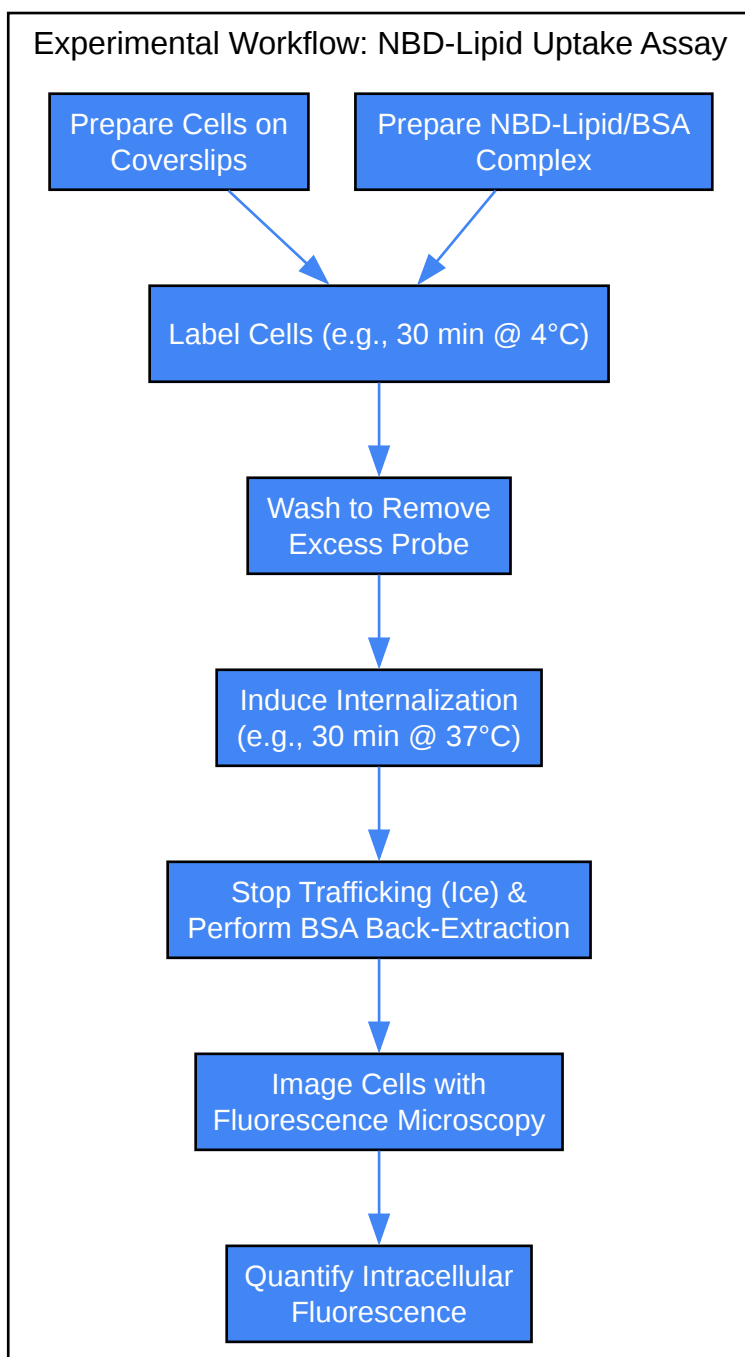 Experimental Workflow: NBD-Lipid Uptake Assay
Prepare Cells on
Coverslips
Prepare NBD-Lipid/BSA
Complex
Label Cells (e.g., 30 min @ 4°C)
Wash to Remove
Excess Probe
Induce Internalization
(e.g., 30 min @ 37°C)
Stop Trafficking (Ice) &
Perform BSA Back-Extraction
Image Cells with
Fluorescence Microscopy
Quantify Intracellular
Fluorescence